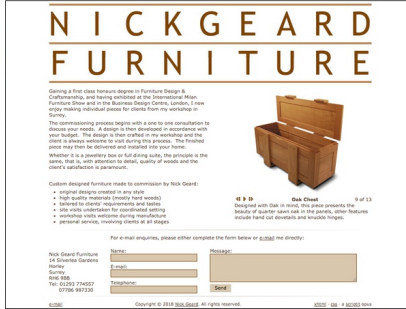 NICKGEARD
FURNITURE
Gaining a first class honours degree in Furniture Design &
Craftsmanship, and having exhibited at the International Milan
Furniture Show and in the Business Design Centre, London, I now
enjoy making individual pieces for clients from my workshop in
Surrey.
The commissioning process begins with a one to one consultation to
discuss your needs. A design is then developed in accordance with
your budget. The design is then crafted in my workshop and the
client is always welcome to visit during this process. The finished
piece may then be delivered and installed into your home.
Whether it is a jewellery box or full dining suite, the principle is the
same, that is, with attention to detail, quality of woods and the
client's satisfaction is paramount.
Custom designed furniture made to commission by Nick Geard:
• original designs created in any style
• high quality materials (mostly hard woods)
• tailored to clients' requirements and tastes
• site visits undertaken for coordinated setting
• workshop visits welcome during manufacture
• personal service, involving clients at all stages
Oak Chest 9 of 13
Designed with Oak in mind, this piece presents the
beauty of quarter sawn oak in the panels, other features
include hand cut dovetails and knuckle hinges.
For e-mail enquiries, please either complete the form below or e-mail me directly:
Nick Geard Furniture
14 Silverlea Gardens
Horley
Surrey
RH6 9BB
Tel: 01293 774557
07786 987330
Name:
E-mail:
Telephone:
Message:
Send
e-mail
Copyright © 2018 Nick Geard. All rights reserved.
xhtml - css - a